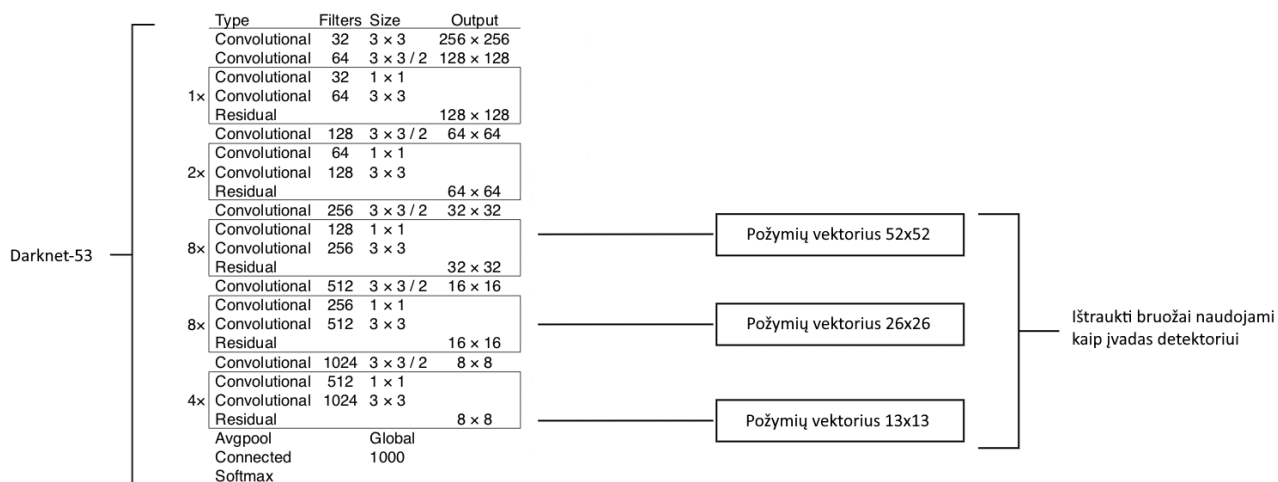 Type Filters Size Output
Convolutional 32 3 × 3 256 × 256
Convolutional 64 3 × 3 / 2 128 × 128
Convolutional 32 1 × 1
1× Convolutional 64 3 × 3
Residual 128 × 128
Convolutional 128 3 × 3 / 2 64 × 64
Convolutional 64 1 × 1
2× Convolutional 128 3 × 3
Residual 64 × 64
Convolutional 256 3 × 3 / 2 32 × 32
Convolutional 128 1 × 1
8× Convolutional 256 3 × 3
Residual 32 × 32
Convolutional 512 3 × 3 / 2 16 × 16
Convolutional 256 1 × 1
8× Convolutional 512 3 × 3
Residual 16 × 16
Convolutional 1024 3 × 3 / 2 8 × 8
Convolutional 512 1 × 1
4× Convolutional 1024 3 × 3
Residual 8 × 8
Avgpool Global
Connected 1000
Softmax
Darknet-53
Požymių vektorius 52x52
Požymių vektorius 26x26
Požymių vektorius 13x13
Ištraukti bruožai naudojami
kaip įvadas detektoriui